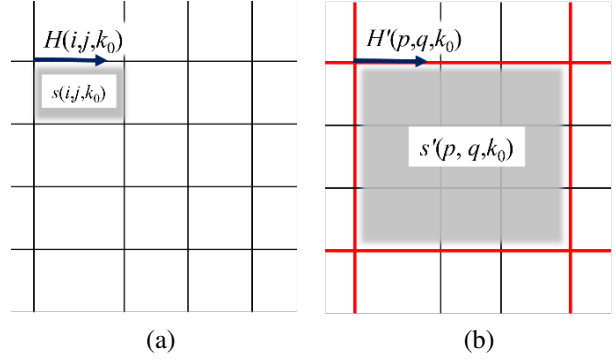 H(i,j,k₀)
s(i,j,k₀)
(a)
H'(p,q,k₀)
s'(p, q,k₀)
(b)